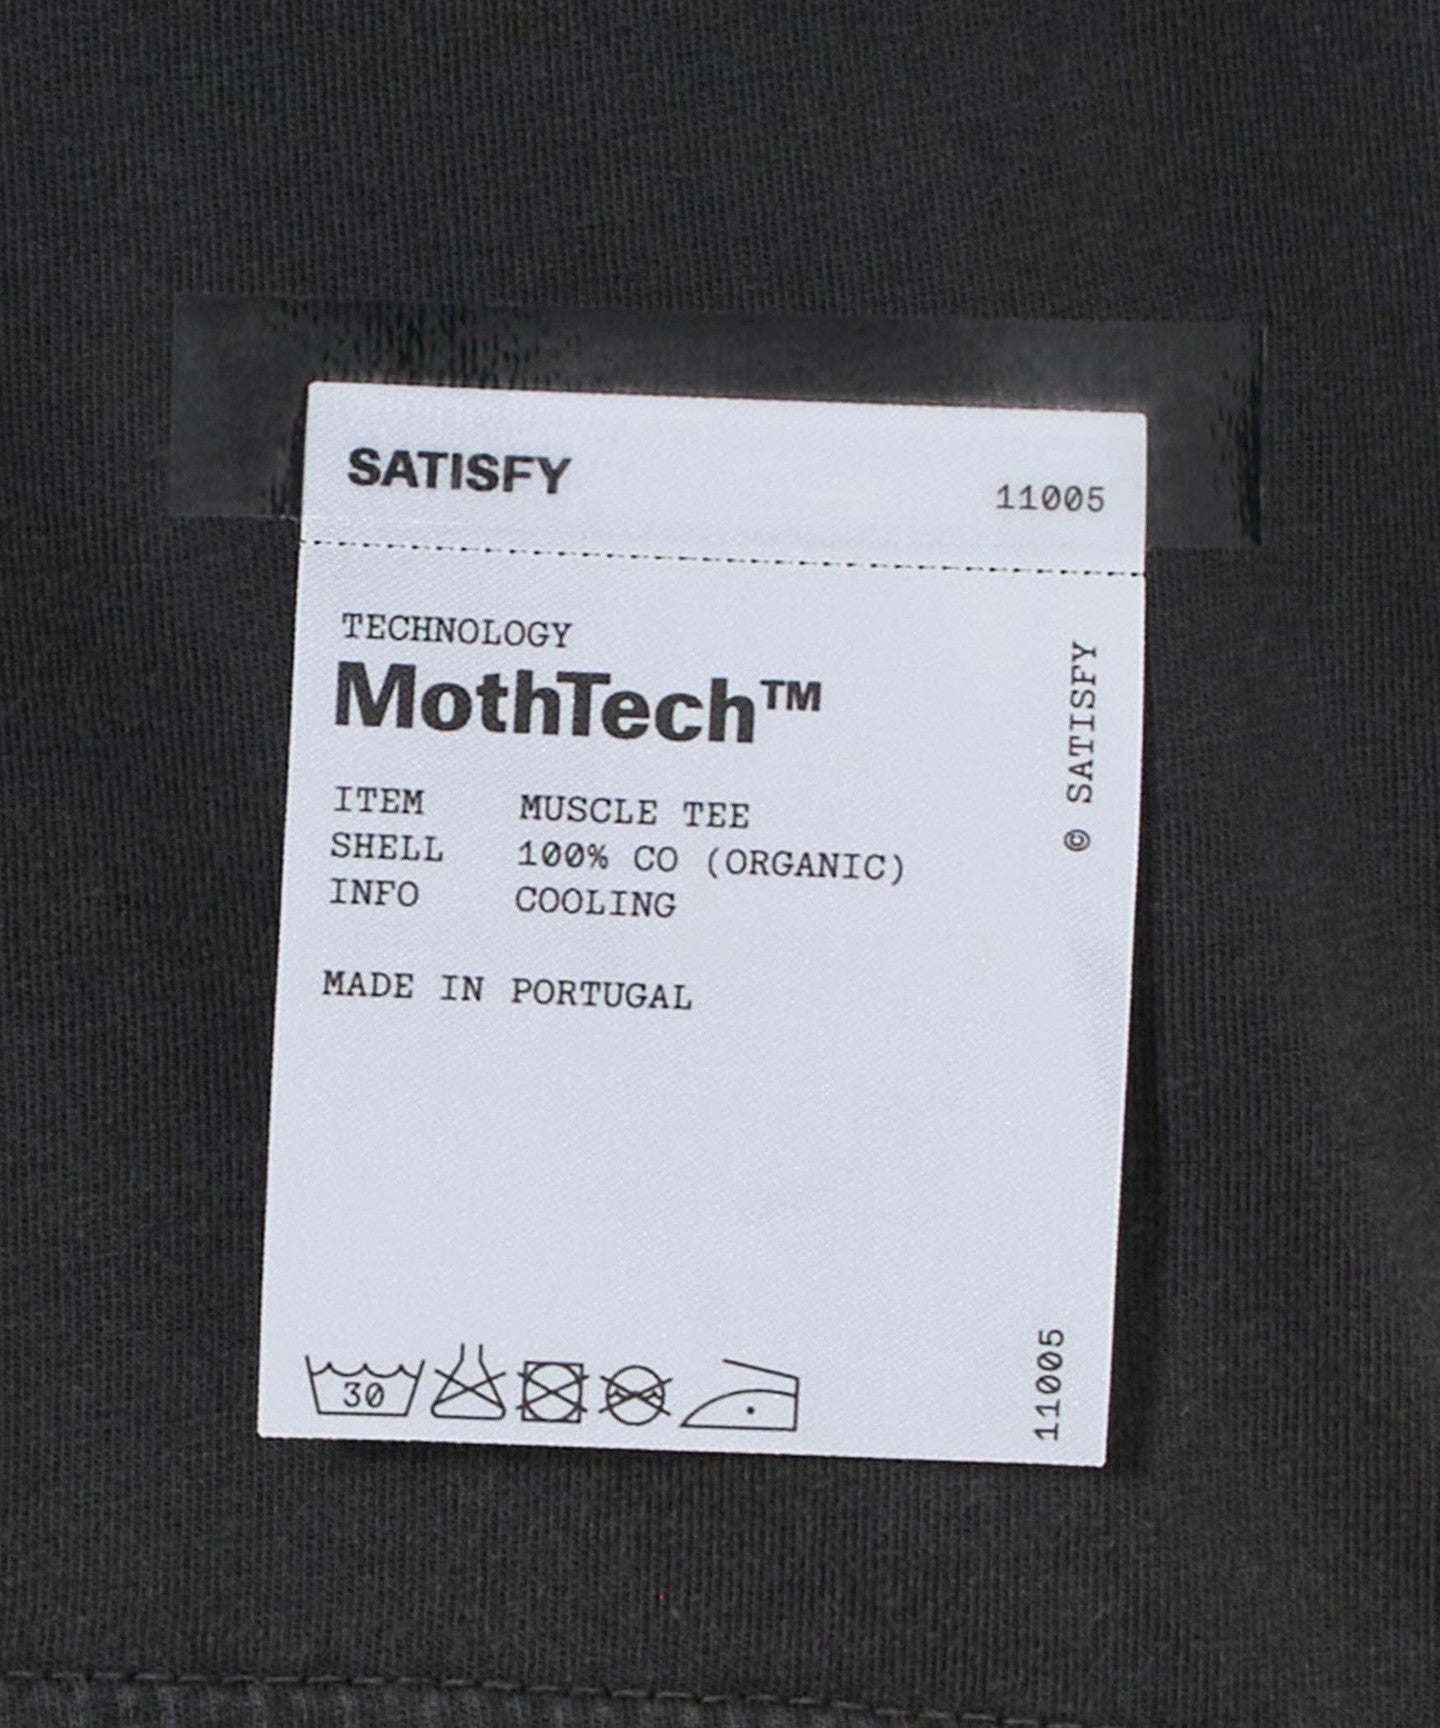 SATISFY
11005
TECHNOLOGY
MothTech™
ITEM MUSCLE TEE
SHELL 100% CO (ORGANIC)
INFO COOLING
MADE IN PORTUGAL
© SATISFY
30
11005